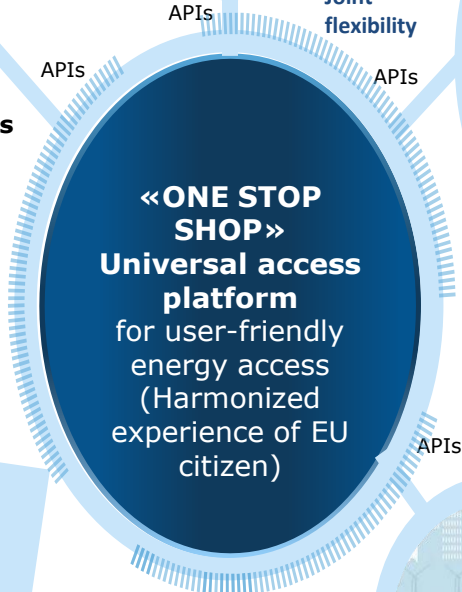 Joint
flexibility
APIs
APIs
APIs
s
«ONE STOP
SHOP»
Universal access
platform
for user-friendly
energy access
(Harmonized
experience of EU
citizen)
APIs